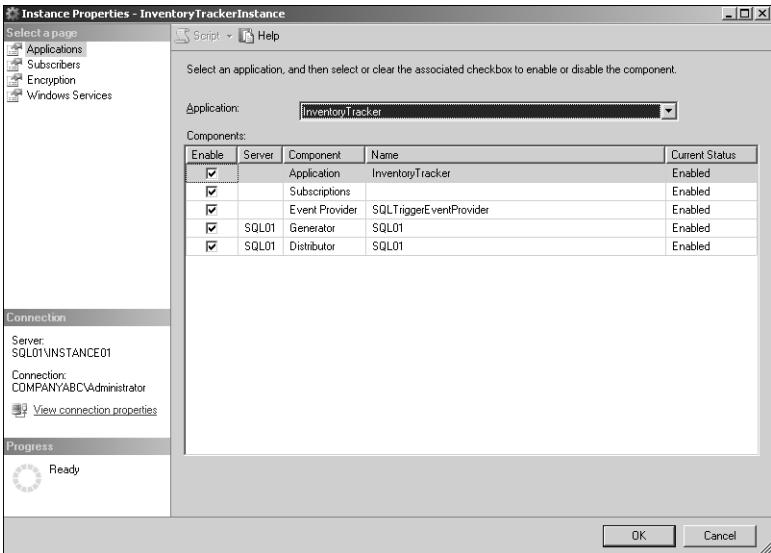 Instance Properties - InventoryTrackerInstance
Select a page
Applications
Subscribers
Encryption
Windows Services
Script Help
Select an application, and then select or clear the associated checkbox to enable or disable the component.
Application: InventoryTracker
Components:
Enable Server Component Name Current Status
Application InventoryTracker Enabled
Subscriptions Enabled
Event Provider SQLTriggerEventProvider Enabled
SQL01 Generator SQL01 Enabled
SQL01 Distributor SQL01 Enabled
Connection
Server:
SQL01\INSTANCE01
Connection:
COMPANYABC\Administrator
View connection properties
Progress
Ready
OK Cancel